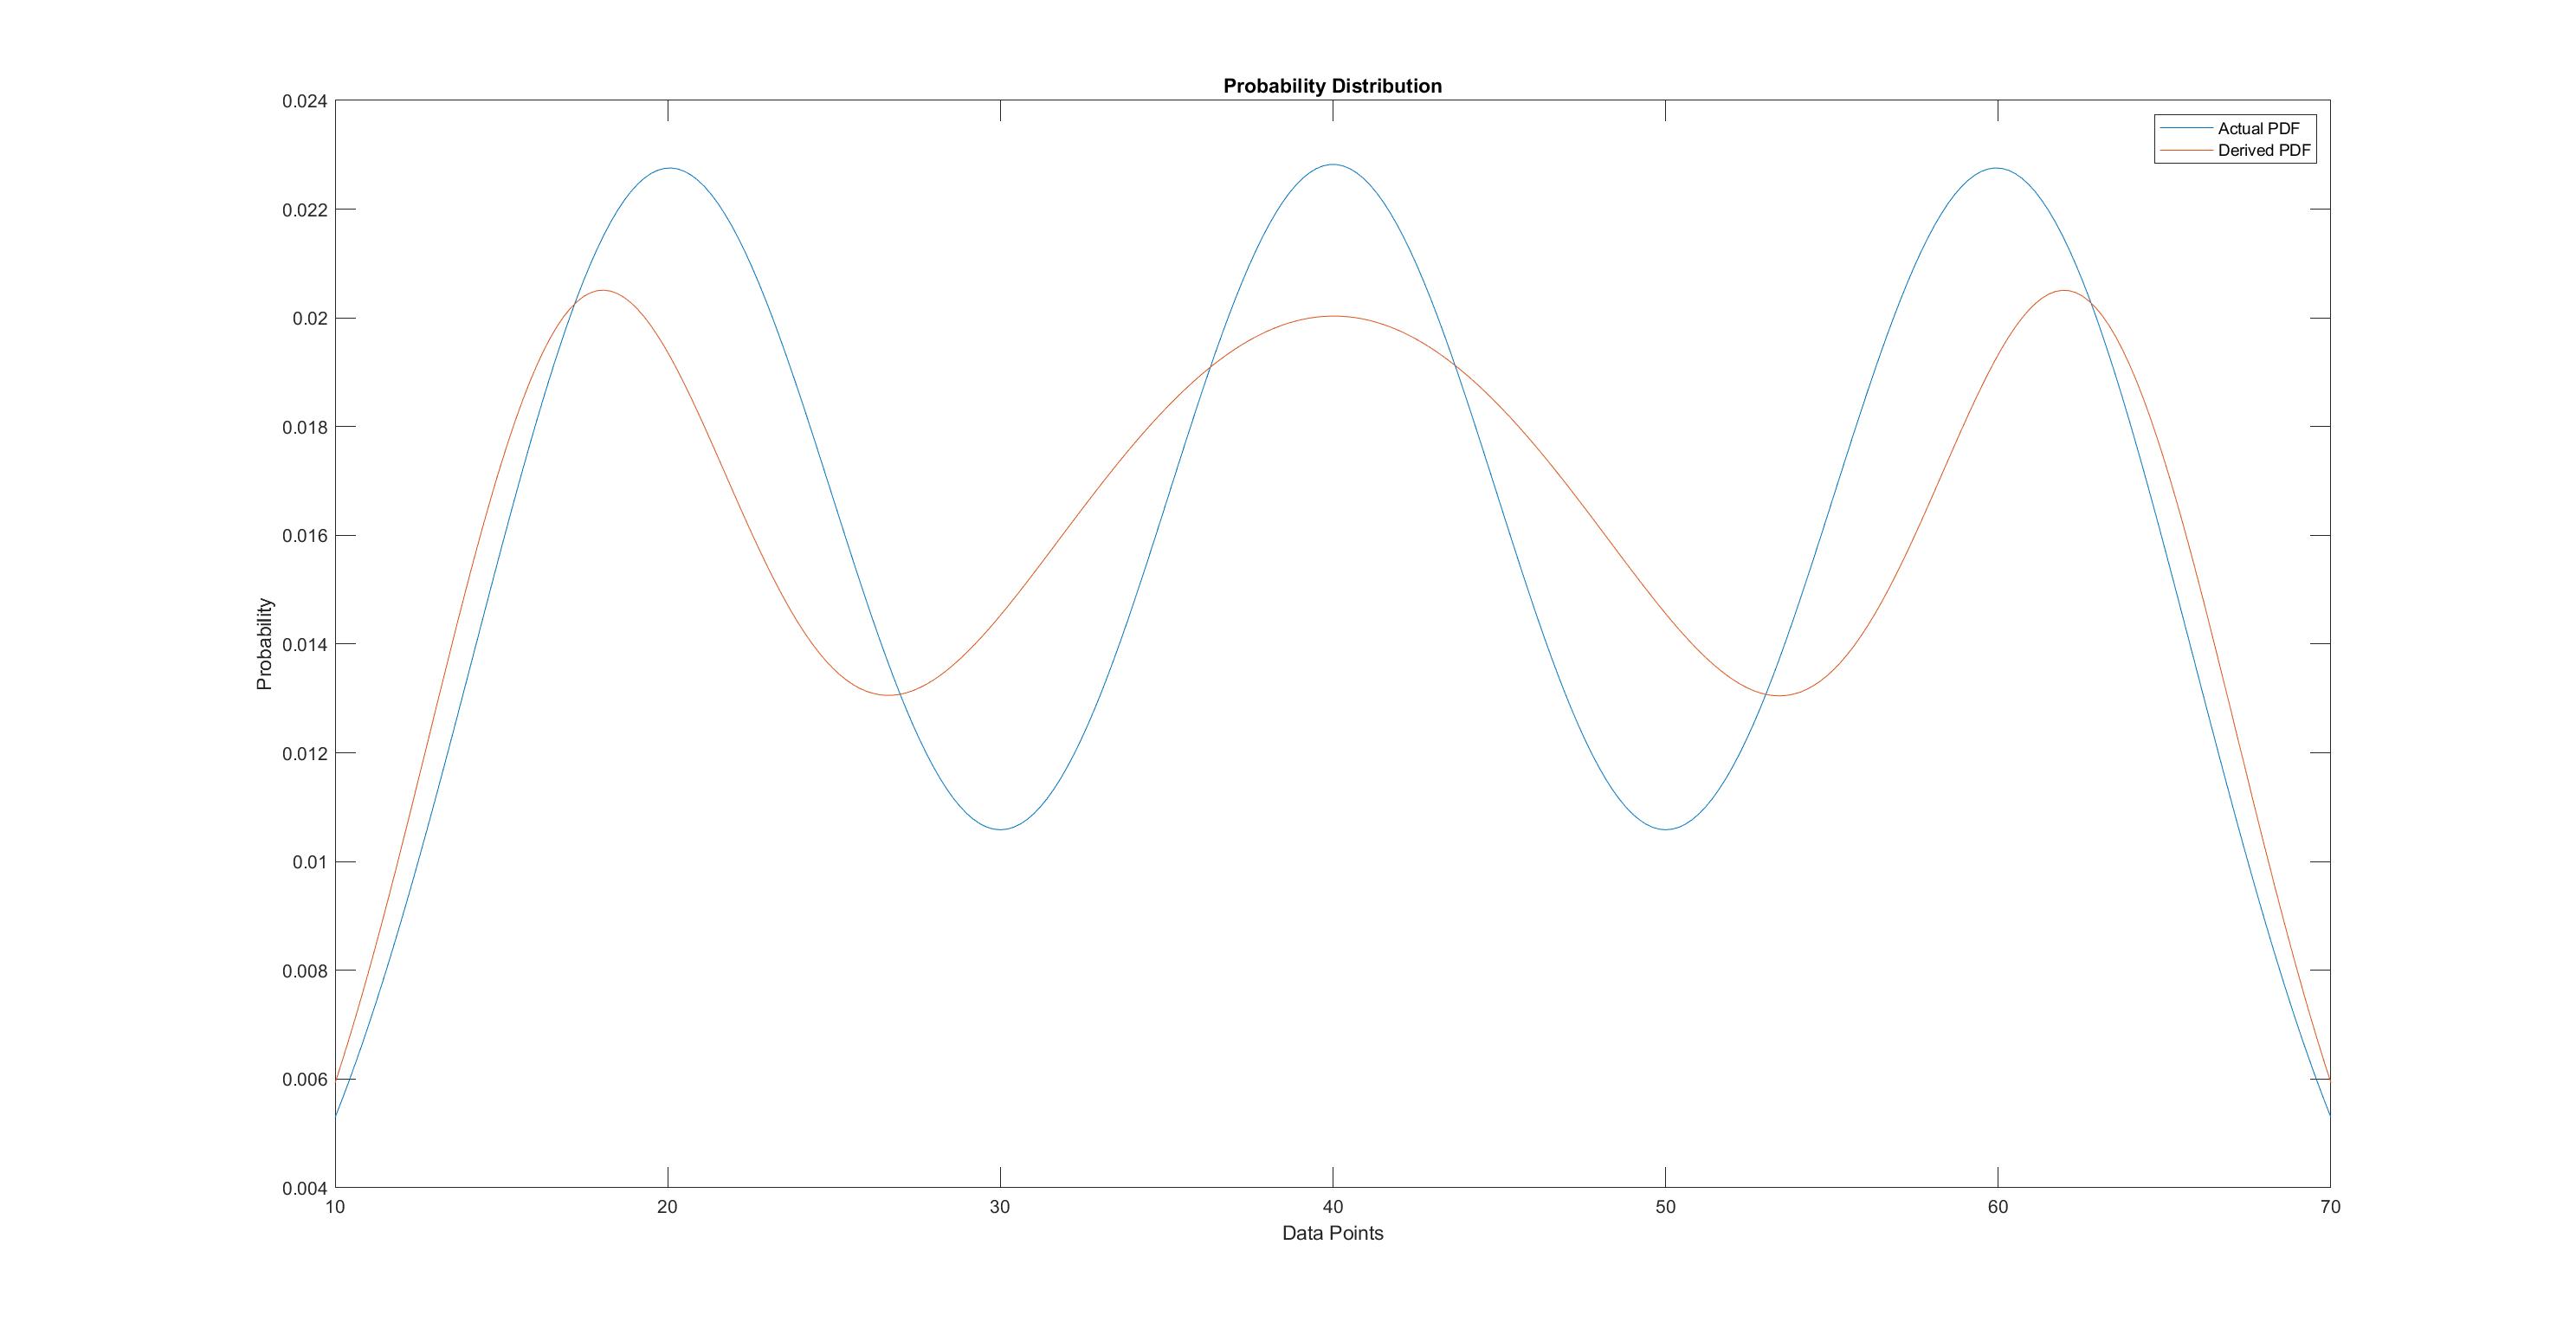 Probability Distribution
Actual PDF
Derived PDF
0.024
0.022
0.02
0.018
0.016
0.014
0.012
0.01
0.008
0.006
0.004
Probability
10 20 30 40 50 60 70
Data Points